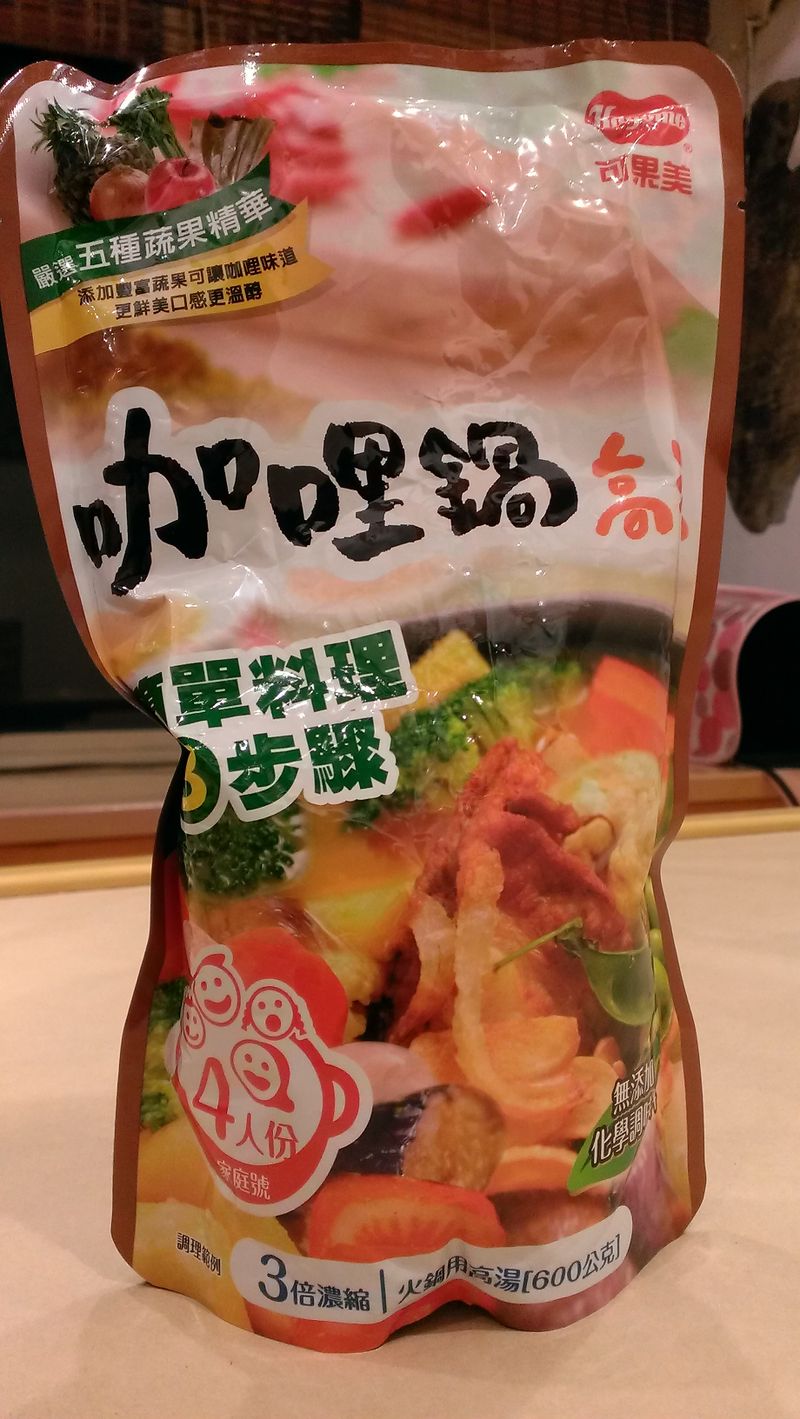 Kagome
®
可果美
嚴選五種蔬果精華
添加豐富蔬果可讓咖哩味道
更鮮美口感更溫醇
咖哩鍋 高
單料理
3步驟
4人份
家庭號
無添加
化學調味
調理範例
3倍濃縮 | 火鍋用高湯[600公克]